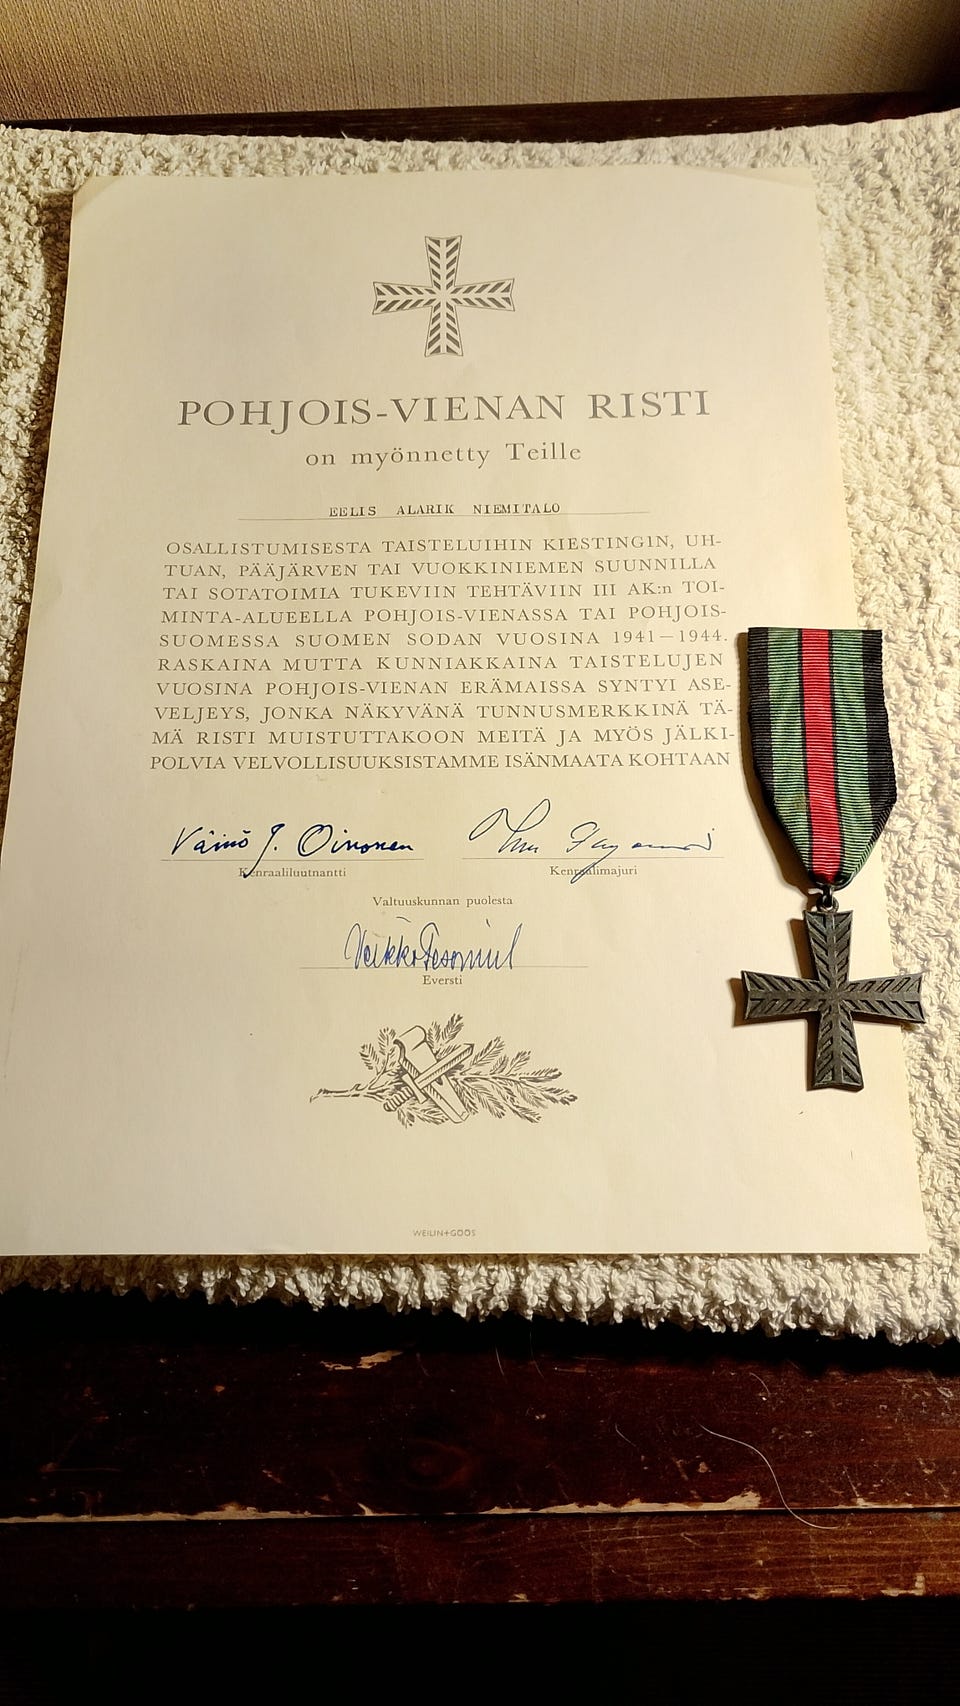 POHJOIS-VIENAN RISTI
on myönnetty Teille
EELIS ALARIK NIEMITALO
OSALLISTUMISESTA TAISTELUIHIN KIESTINGIN, UH-
TUAN, PÄÄJÄRVEN TAI VUOKKINIEMEN SUUNNILLA
TAI SOTATOIMIA TUKEVIIN TEHTÄVIIN III AK:n TOI-
MINTA-ALUEELLA POHJOIS-VIENASSA TAI POHJOIS-
SUOMESSA SUOMEN SODAN VUOSINA 1941—1944.
RASKAINA MUTTA KUNNIAKKAINA TAISTELUJEN
VUOSINA POHJOIS-VIENAN ERÄMAISSA SYNTYI ASE-
VELJEYS, JONKA NÄKYVÄNÄ TUNNUSMERKKINÄ TÄ-
MÄ RISTI MUISTUTTAKOON MEITÄ JA MYÖS JÄLKI-
POLVIA VELVOLLISUUKSISTAMME ISÄNMAATA KOHTAAN
Väinö J. Oinonen
Kenraaliluutnantti Kenraalimajuri
Valtuuskunnan puolesta
Veikko
Eversti
WEILIN+GÖÖS